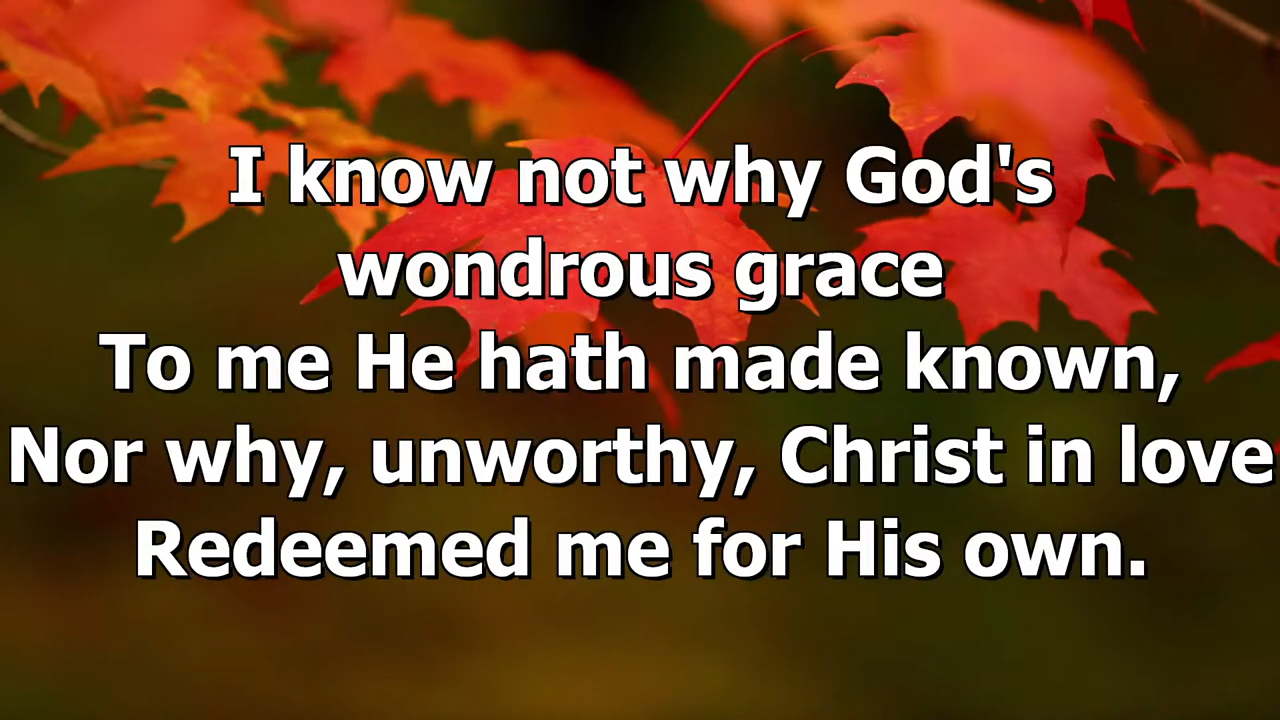 I know not why God's
wondrous grace
To me He hath made known,
Nor why, unworthy, Christ in love
Redeemed me for His own.